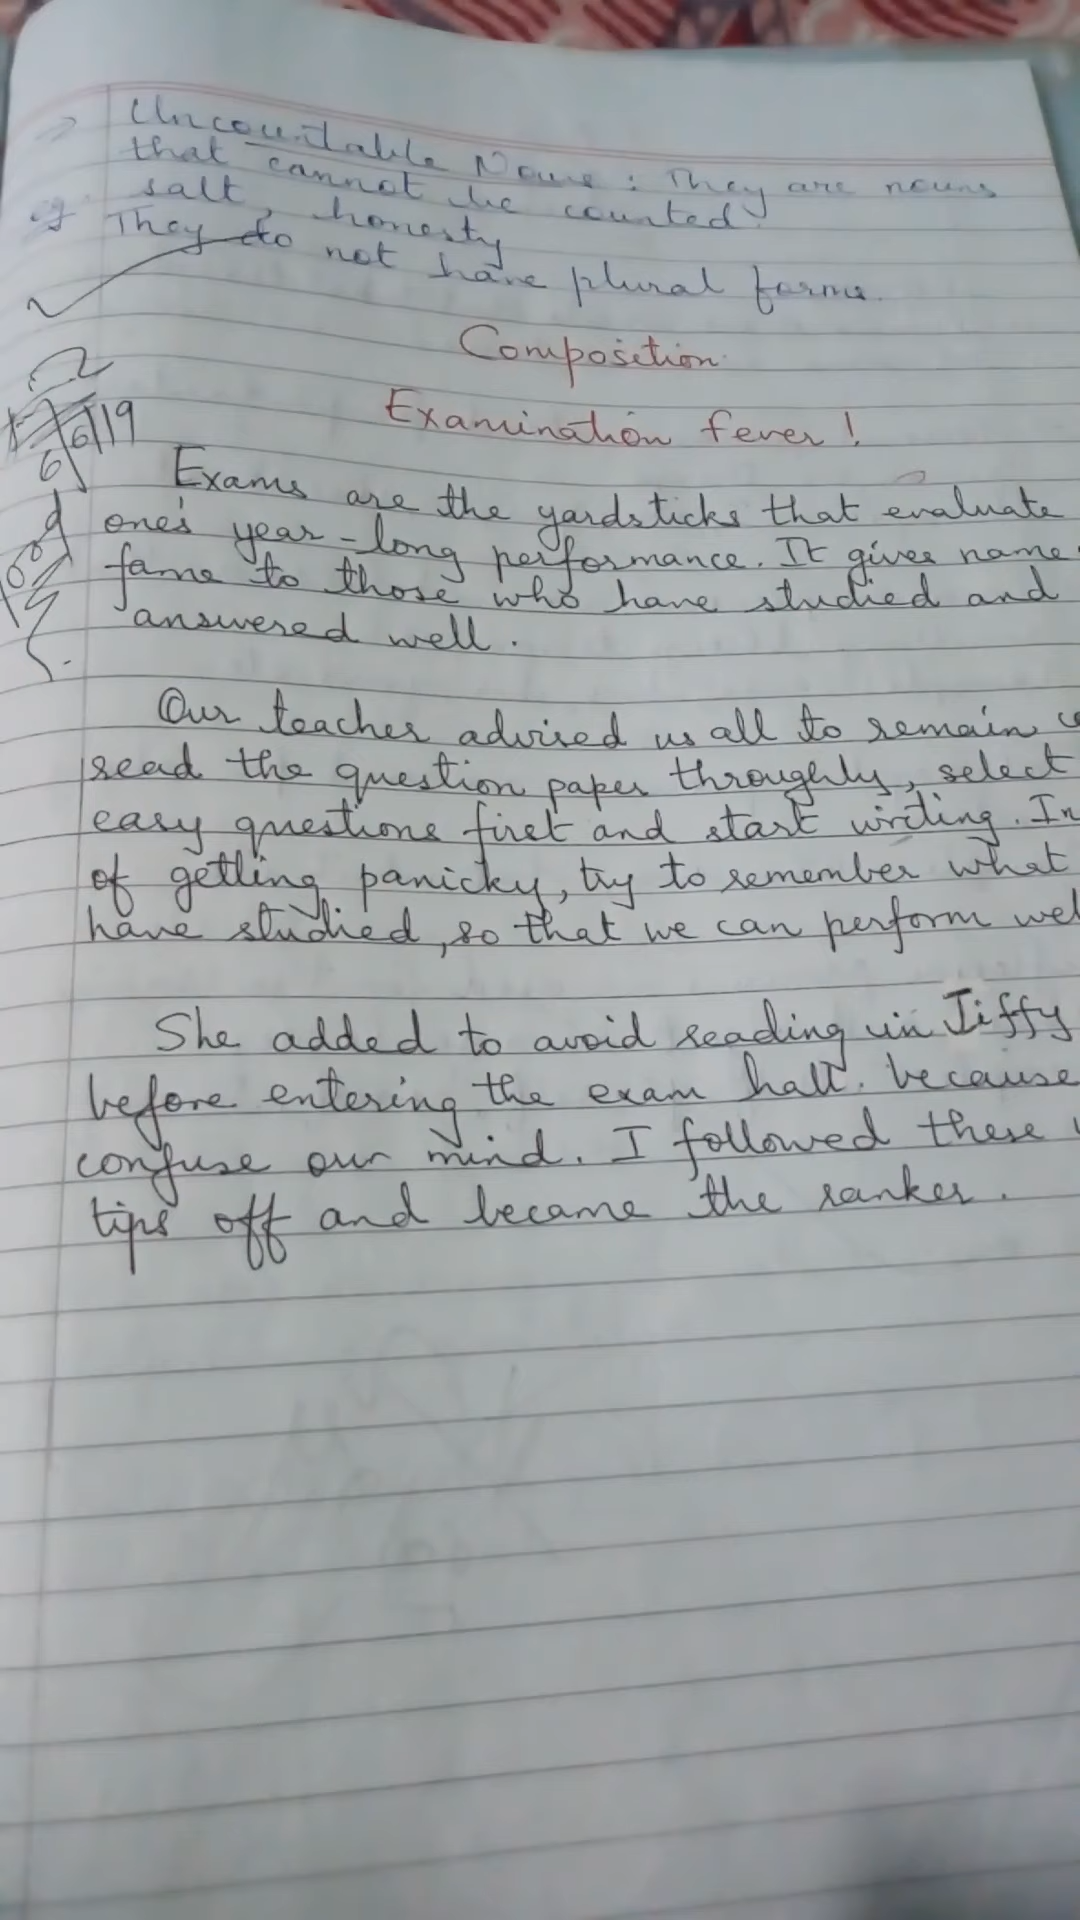 Uncountable Nouns : They are nouns
that cannot be counted.
eg. salt, honesty
They do not have plural forms.
Composition
Examination fever !
6/19
Good
Exams are the yardsticks that evaluate
one's year-long performance. It gives name
fame to those who have studied and
answered well.
Our teacher advised us all to remain
read the question paper throughly, select
easy questions first and start writing. In
of getting panicky, try to remember what
have studied, so that we can perform wel
She added to avoid reading in Jiffy
before entering the exam hall. because
confuse our mind. I followed these
tips off and became the ranker.